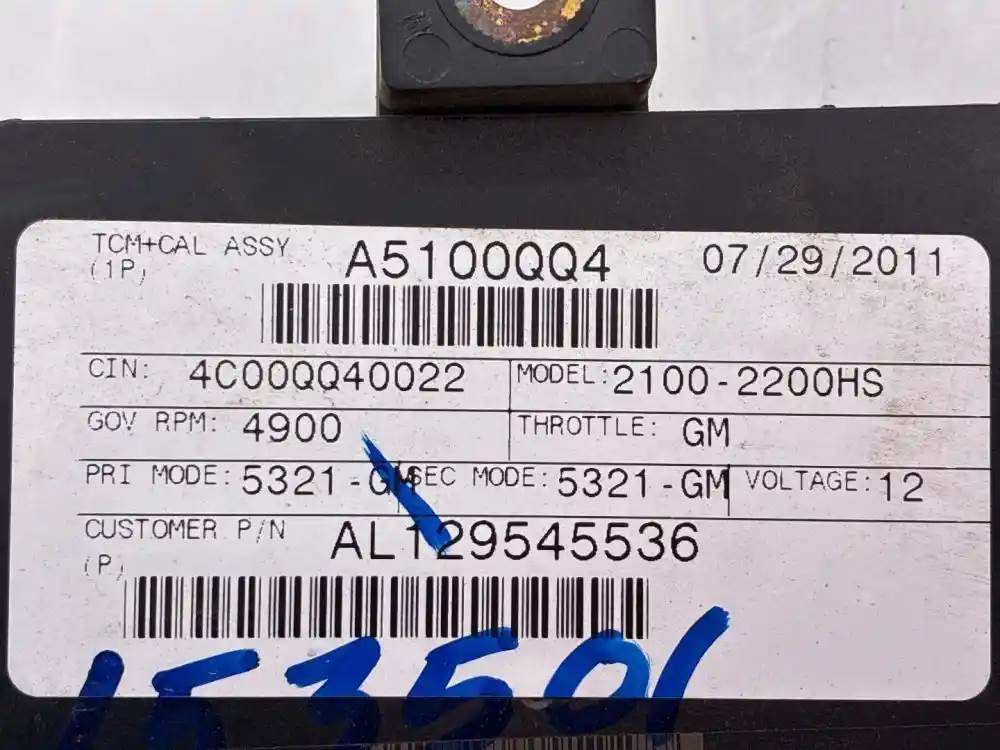 TCM+CAL ASSY A5100QQ4 07/29/2011
(1P)
CIN: 4C00QQ40022 MODEL: 2100-2200HS
GOV RPM: 4900 THROTTLE: GM
PRI MODE: 5321-GM SEC MODE: 5321-GM VOLTAGE: 12
CUSTOMER P/N AL129545536
(P)
153501